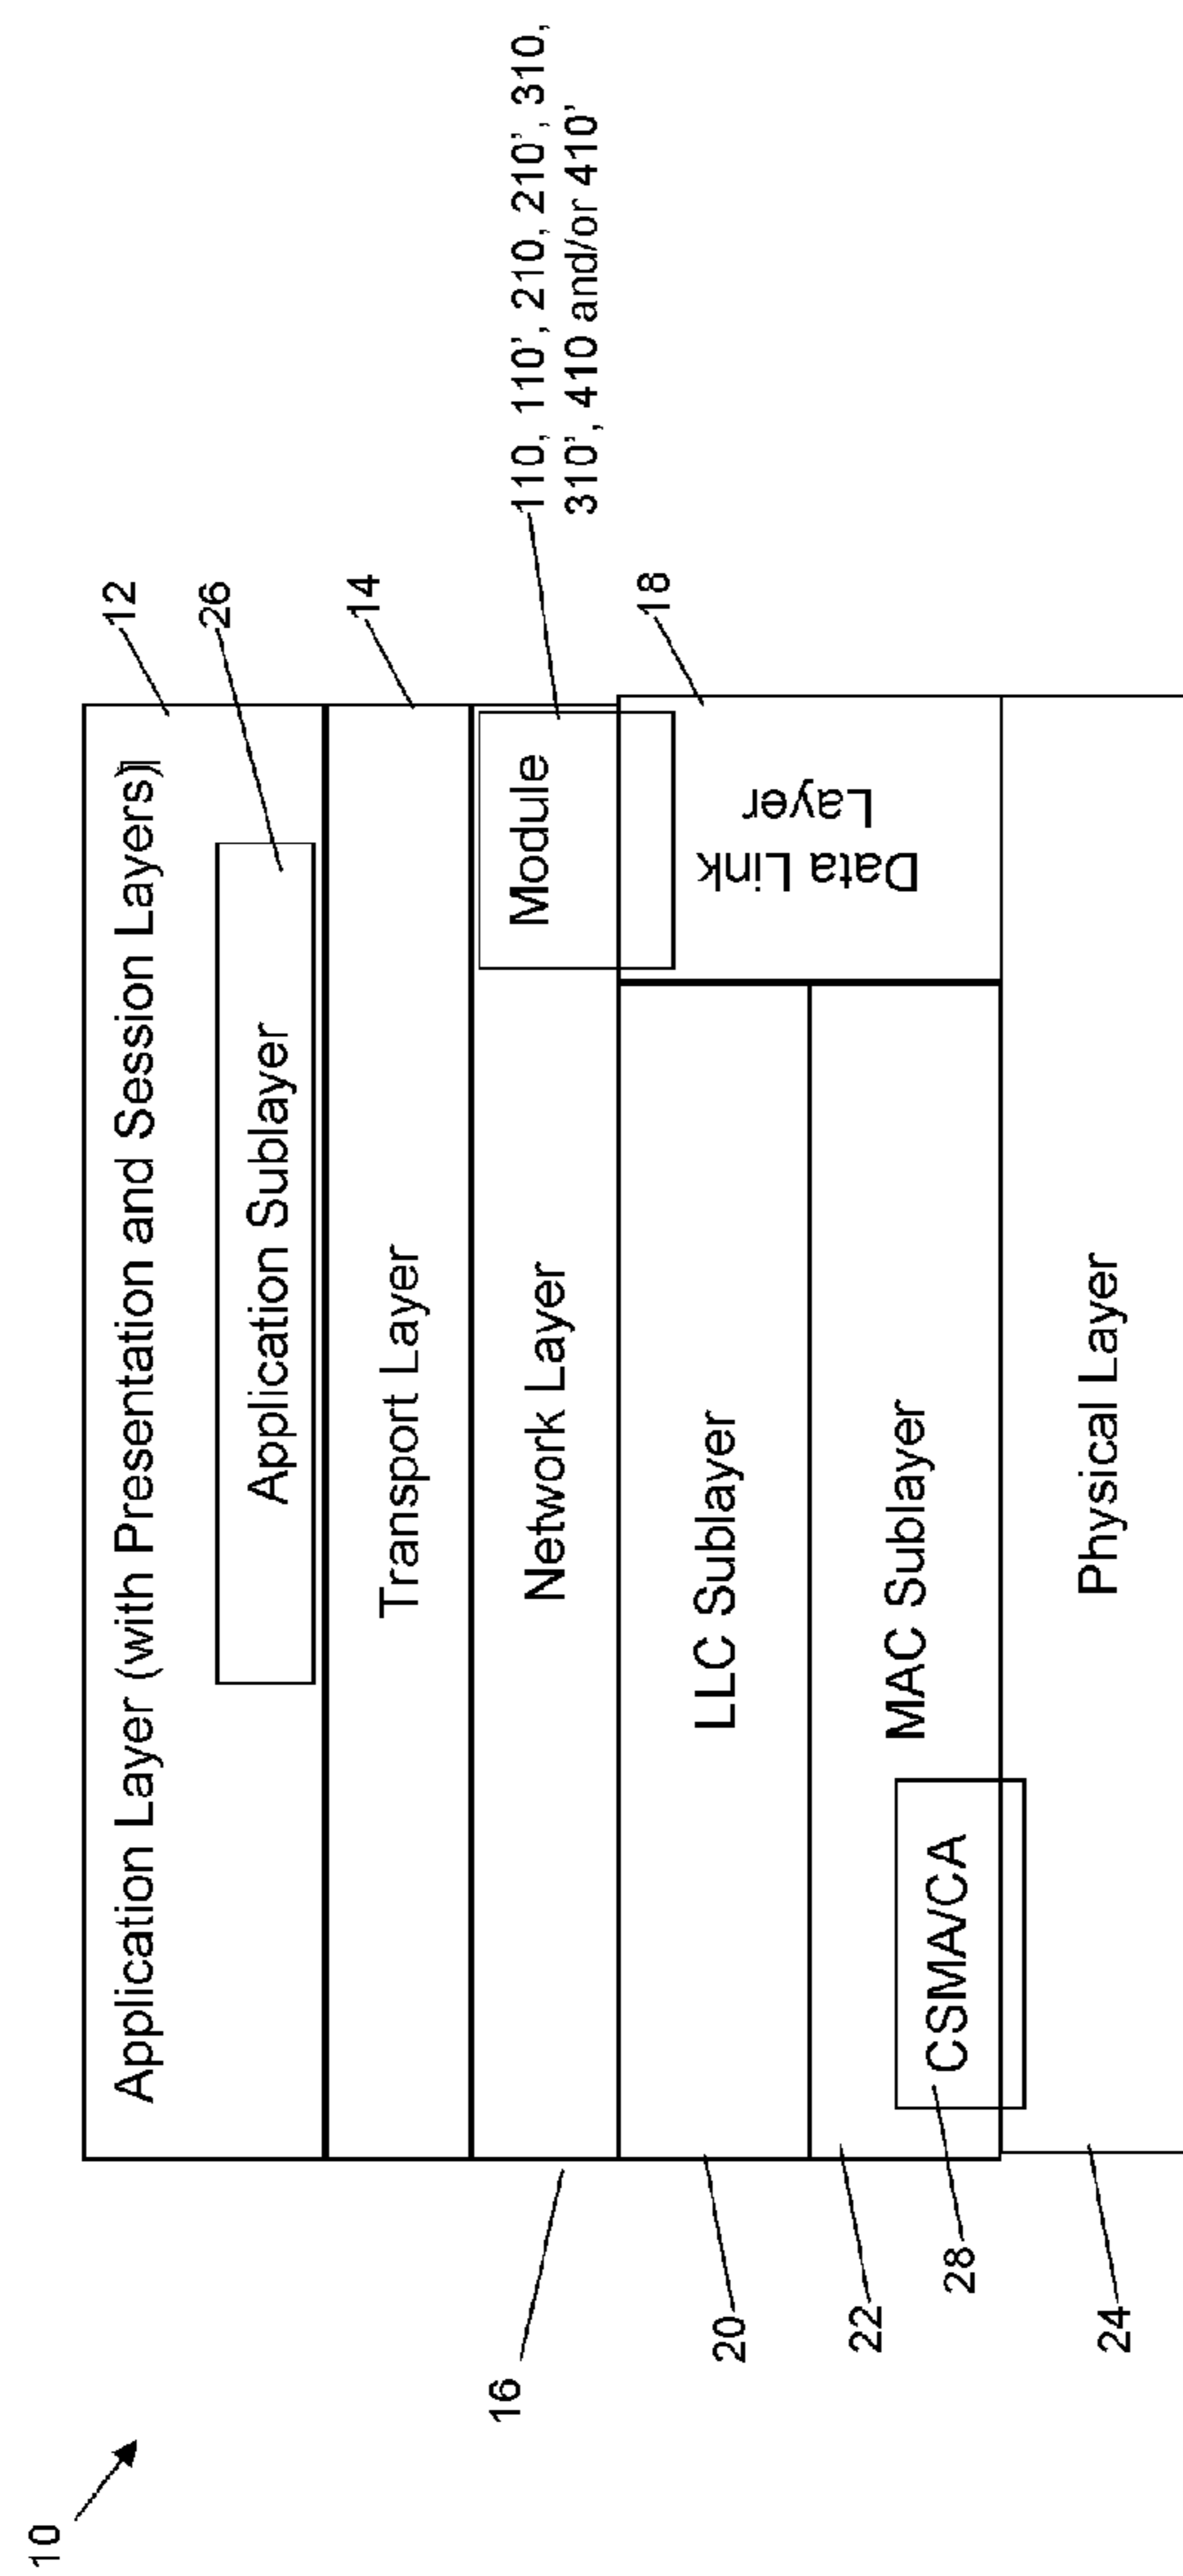 10
12
Application Layer (with Presentation and Session Layers)
26
Application Sublayer
14
Transport Layer
110, 110', 210, 210', 310,
310', 410 and/or 410'
16
Network Layer
Module
18
20
LLC Sublayer
Data Link
Layer
22
MAC Sublayer
28
CSMA/CA
24
Physical Layer